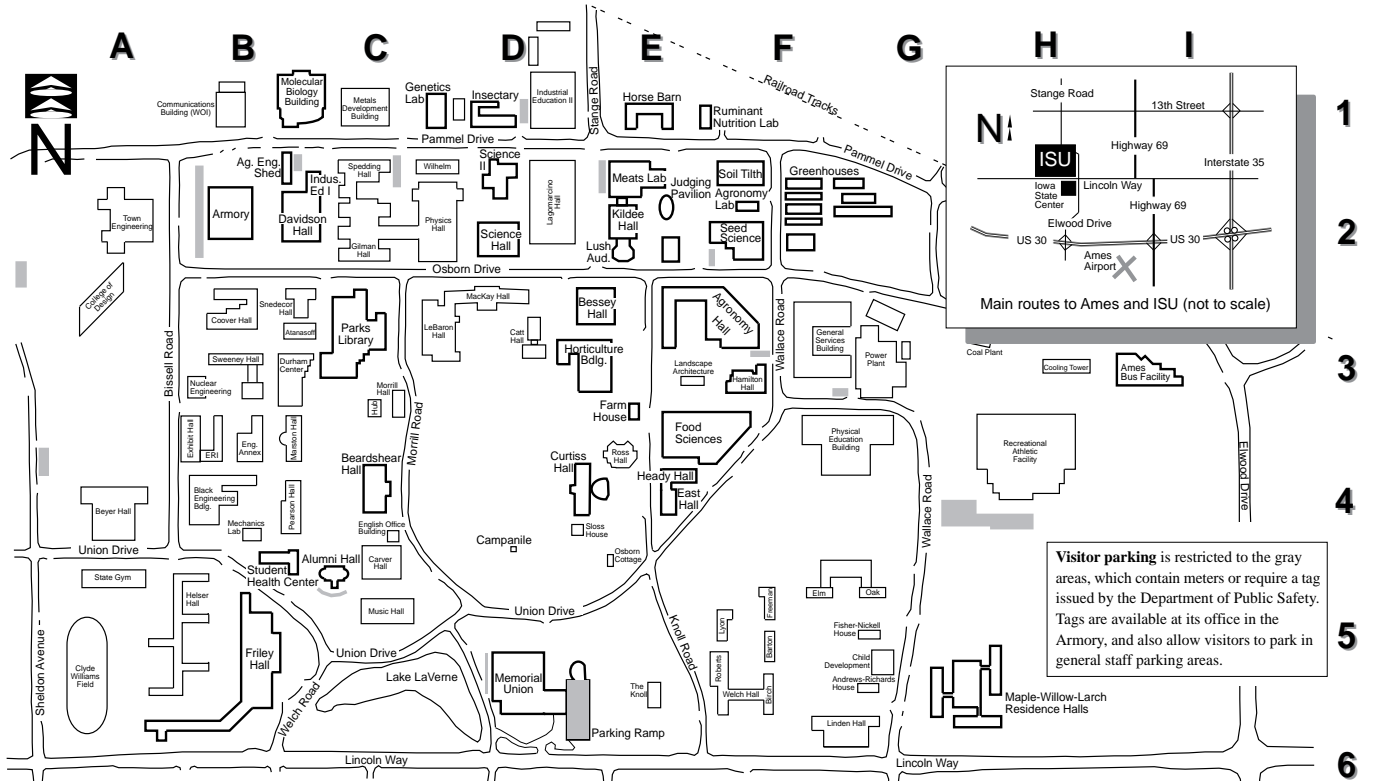 A
B
C
D
E
F
G
H
I
1
2
3
4
5
6
N
Communications
Building (WOI)
Molecular
Biology
Building
Metals
Development
Building
Genetics
Lab
Insectary
Industrial
Education II
Stange Road
Horse Barn
Ruminant
Nutrition Lab
Railroad Tracks
Pammel Drive
Pammel Drive
Stange Road
13th Street
N
Highway 69
ISU
Interstate 35
Iowa
State
Center
Lincoln Way
Highway 69
Elwood Drive
US 30
US 30
Ames
Airport
Main routes to Ames and ISU (not to scale)
Town
Engineering
College of
Design
Ag. Eng.
Shed
Indus.
Ed I
Armory
Davidson
Hall
Spedding
Hall
Wilhelm
Physics
Hall
Gilman
Hall
Science
II
Science
Hall
Lagomarcino
Hall
Meats Lab
Judging
Pavilion
Kildee
Hall
Lush
Aud.
Soil Tilth
Agronomy
Lab
Seed
Science
Greenhouses
Osborn Drive
Bissell Road
Coover Hall
Snedecor
Hall
Atanasoff
Parks
Library
Sweeney Hall
Durham
Center
Nuclear
Engineering
Morrill
Hall
Hub
Morrill Road
MacKay Hall
LeBaron
Hall
Catt
Hall
Bessey
Hall
Horticulture
Bldg.
Farm
House
Agronomy
Hall
Landscape
Architecture
Hamilton
Hall
Wallace Road
General
Services
Building
Power
Plant
Coal Plant
Cooling Tower
Ames
Bus Facility
Exhibit Hall
ERI
Eng.
Annex
Marston Hall
Beardshear
Hall
Black
Engineering
Bldg.
Pearson Hall
Mechanics
Lab
English Office
Building
Curtiss
Hall
Ross
Hall
Food
Sciences
Heady Hall
East
Hall
Sloss
House
Osborn
Cottage
Campanile
Physical
Education
Building
Recreational
Athletic
Facility
Elwood Drive
Wallace Road
Beyer Hall
Union Drive
State Gym
Student
Health Center
Alumni Hall
Carver
Hall
Music Hall
Helser
Hall
Friley
Hall
Clyde
Williams
Field
Sheldon Avenue
Union Drive
Union Drive
Welch Road
Lake LaVerne
Memorial
Union
Parking Ramp
The
Knoll
Knoll Road
Lyon
Freeman
Barton
Roberts
Welch Hall
Birch
Elm
Oak
Fisher-Nickell
House
Child
Development
Andrews-Richards
House
Linden Hall
Maple-Willow-Larch
Residence Halls
Visitor parking is restricted to the gray
areas, which contain meters or require a tag
issued by the Department of Public Safety.
Tags are available at its office in the
Armory, and also allow visitors to park in
general staff parking areas.
Lincoln Way
Lincoln Way